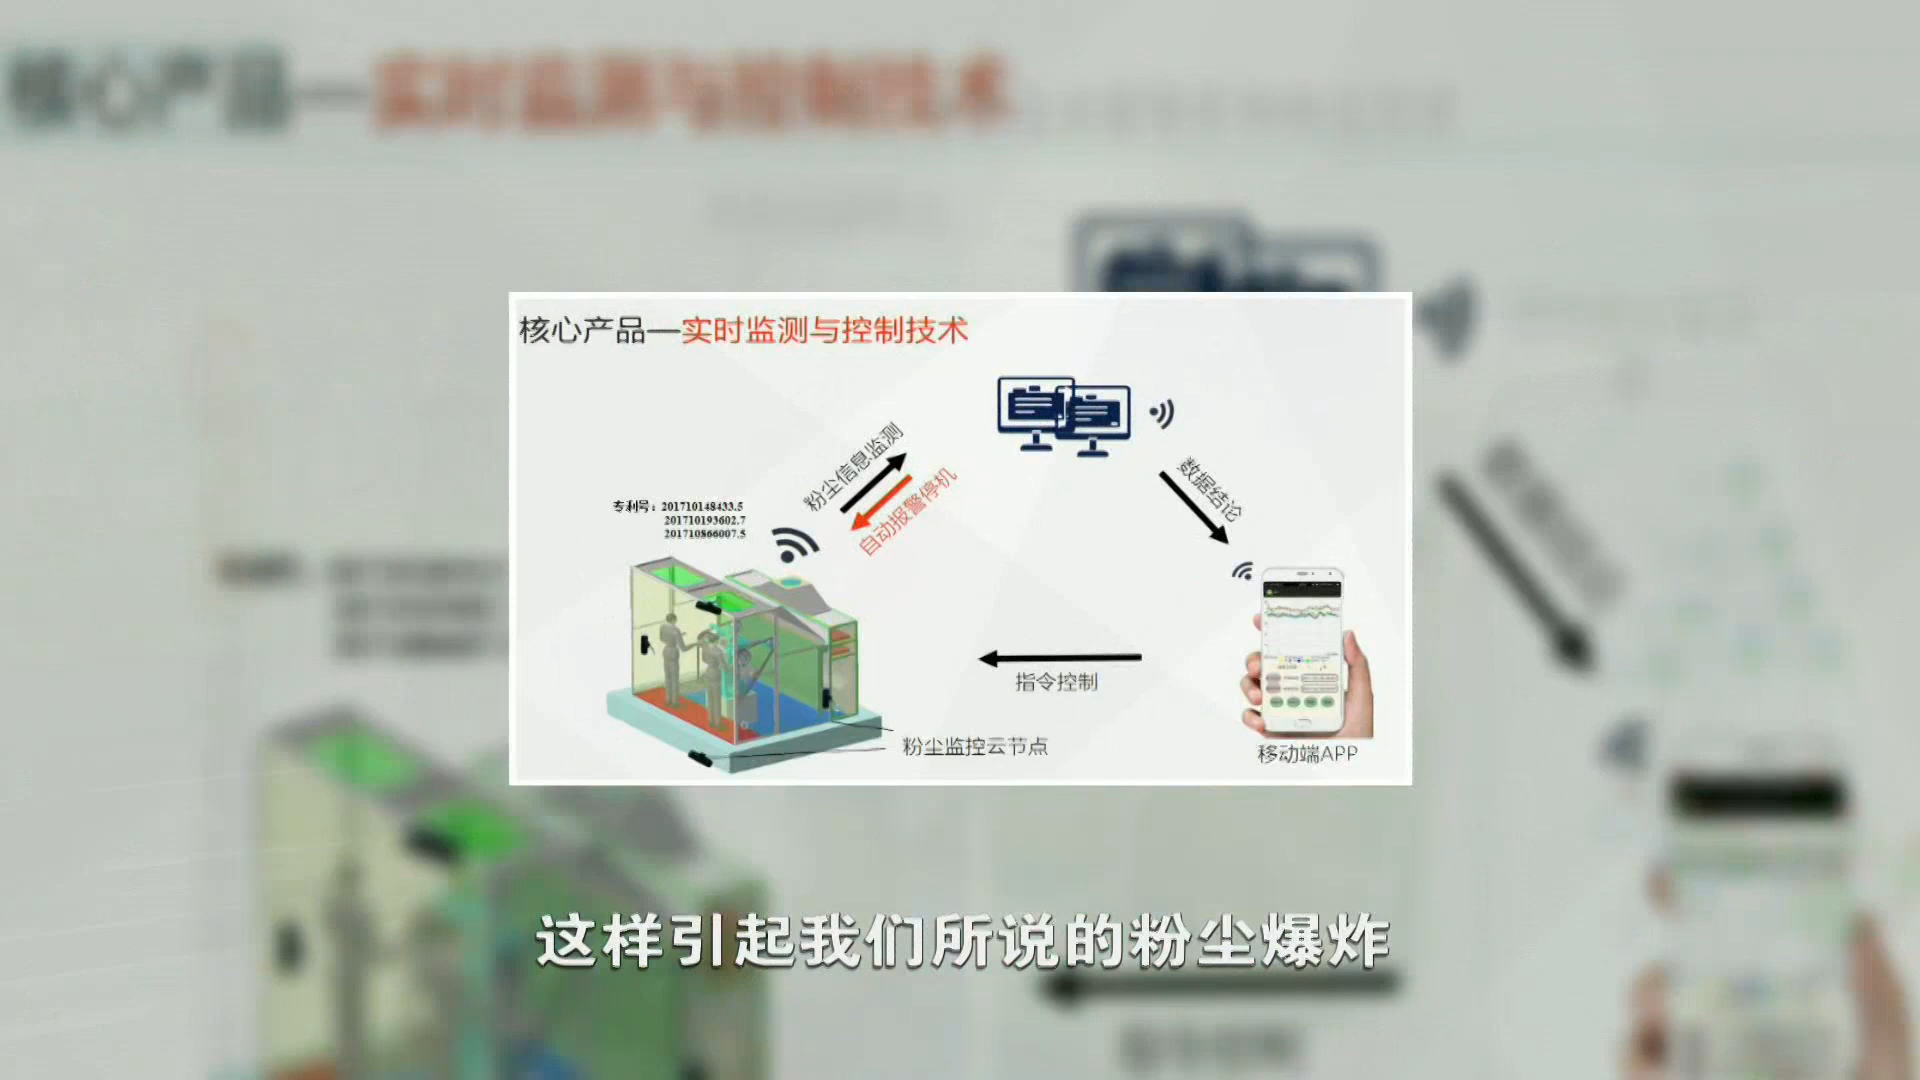 核心产品—实时监测与控制技术
粉尘信息监测
自动报警停机
数据结论
专利号：201710148433.5
201710193602.7
201710866007.5
指令控制
粉尘监控云节点
移动端APP
这样引起我们所说的粉尘爆炸